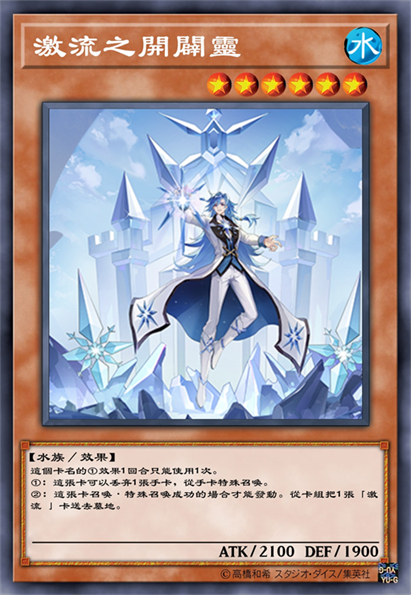 激流之開闢靈
水
【水族／效果】
這個卡名的①效果1回合只能使用1次。
①：這張卡可以丟弃1張手卡，從手卡特殊召喚。
②：這張卡召喚·特殊召喚成功的場合才能發動。從卡組把1張「激
流 」卡送去墓地。
ATK/2100 DEF/1900
©高橋和希 スタジオ·ダイス/集英社